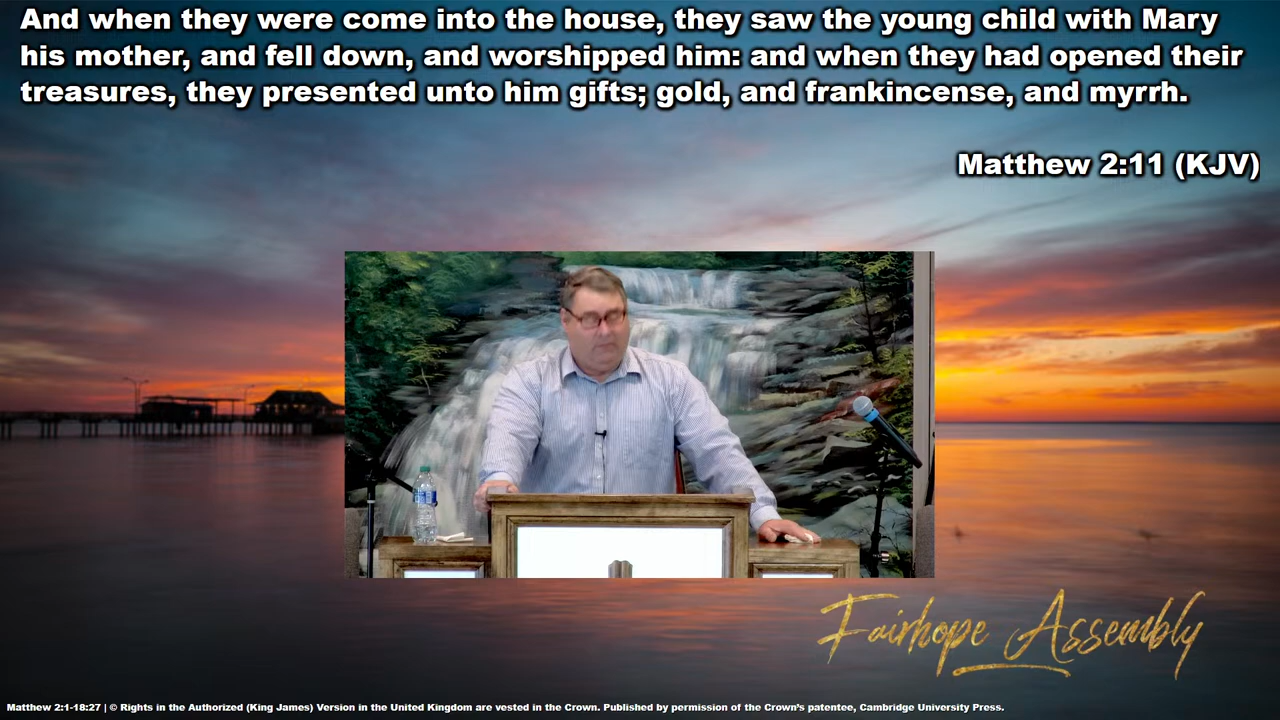 And when they were come into the house, they saw the young child with Mary
his mother, and fell down, and worshipped him: and when they had opened their
treasures, they presented unto him gifts; gold, and frankincense, and myrrh.
Matthew 2:11 (KJV)
Fairhope Assembly
Matthew 2:1-18:27 | © Rights in the Authorized (King James) Version in the United Kingdom are vested in the Crown. Published by permission of the Crown's patentee, Cambridge University Press.